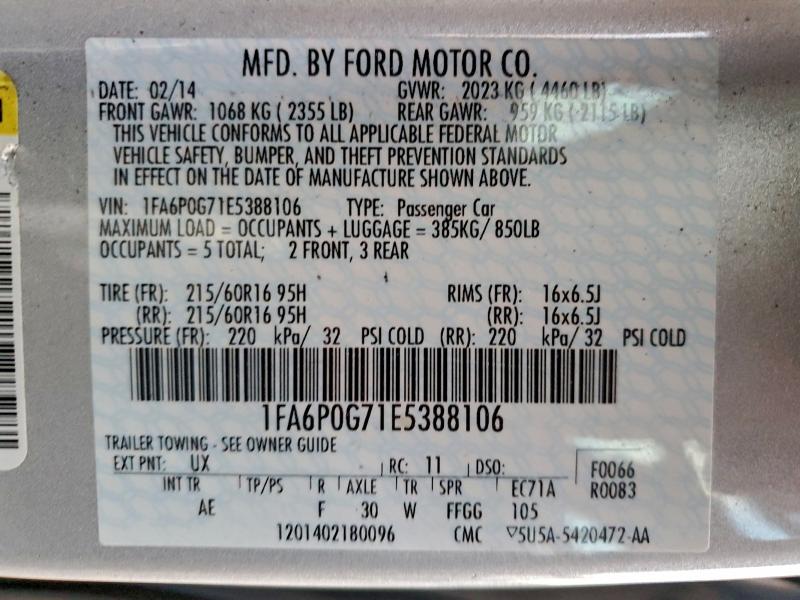 MFD. BY FORD MOTOR CO.
DATE: 02/14 GVWR: 2023 KG ( 4460 LB)
FRONT GAWR: 1068 KG ( 2355 LB) REAR GAWR: 959 KG ( 2115 LB)
THIS VEHICLE CONFORMS TO ALL APPLICABLE FEDERAL MOTOR
VEHICLE SAFETY, BUMPER, AND THEFT PREVENTION STANDARDS
IN EFFECT ON THE DATE OF MANUFACTURE SHOWN ABOVE.
VIN: 1FA6P0G71E5388106 TYPE: Passenger Car
MAXIMUM LOAD = OCCUPANTS + LUGGAGE = 385KG/ 850LB
OCCUPANTS = 5 TOTAL; 2 FRONT, 3 REAR
TIRE (FR): 215/60R16 95H RIMS (FR): 16x6.5J
(RR): 215/60R16 95H (RR): 16x6.5J
PRESSURE (FR): 220 kPa/ 32 PSI COLD (RR): 220 kPa/ 32 PSI COLD
1FA6P0G71E5388106
TRAILER TOWING - SEE OWNER GUIDE
EXT PNT: UX RC: 11 DSO: F0066
INT TR TP/PS R AXLE TR SPR EC71A R0083
AE F 30 W FFGG 105
1201402180096 CMC ▽5U5A-5420472-AA